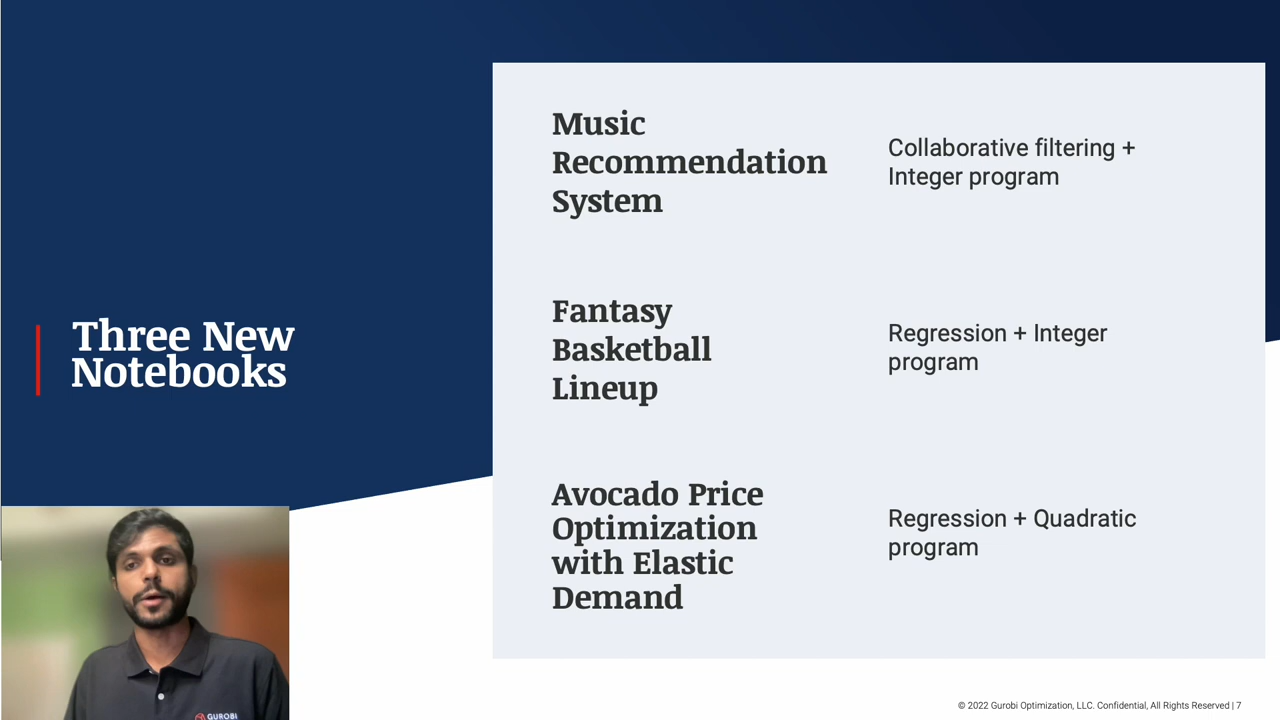 Three New
Notebooks
Music
Recommendation
System
Collaborative filtering +
Integer program
Fantasy
Basketball
Lineup
Regression + Integer
program
Avocado Price
Optimization
with Elastic
Demand
Regression + Quadratic
program
GUROBI
© 2022 Gurobi Optimization, LLC. Confidential, All Rights Reserved | 7